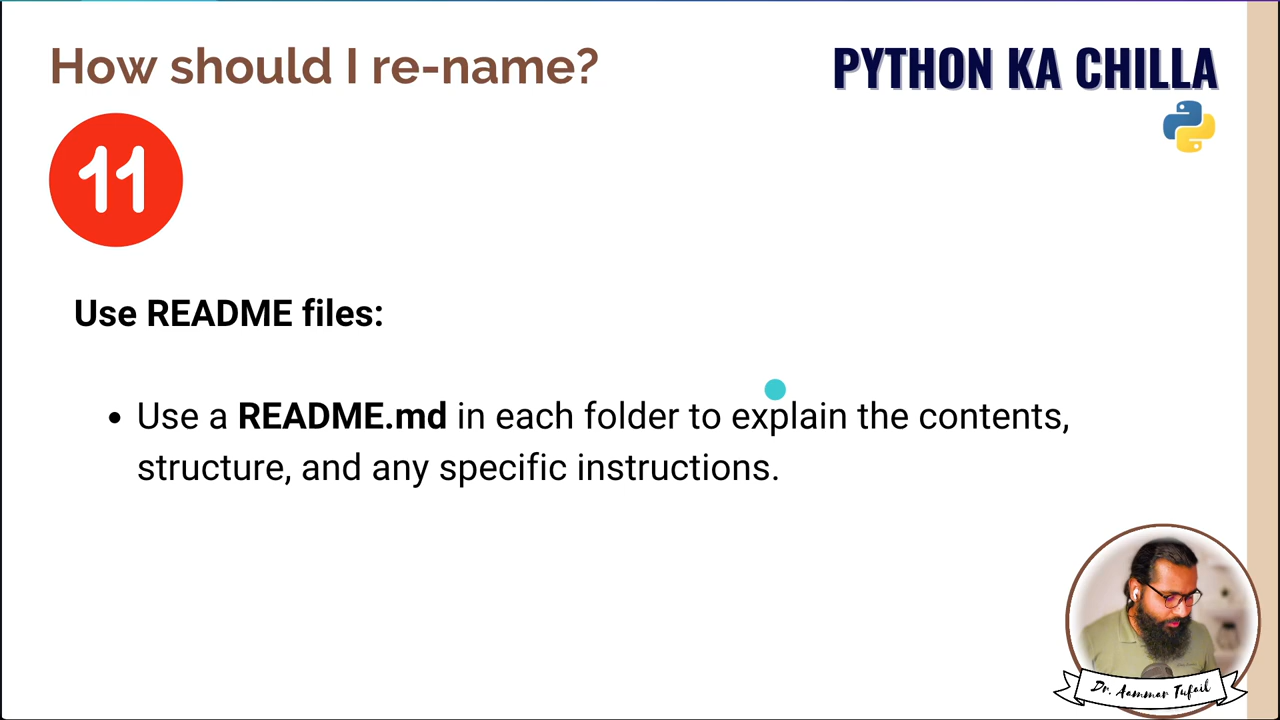 How should I re-name?
PYTHON KA CHILLA
11
Use README files:
• Use a README.md in each folder to explain the contents,
structure, and any specific instructions.
Dr. Aammar Tufail